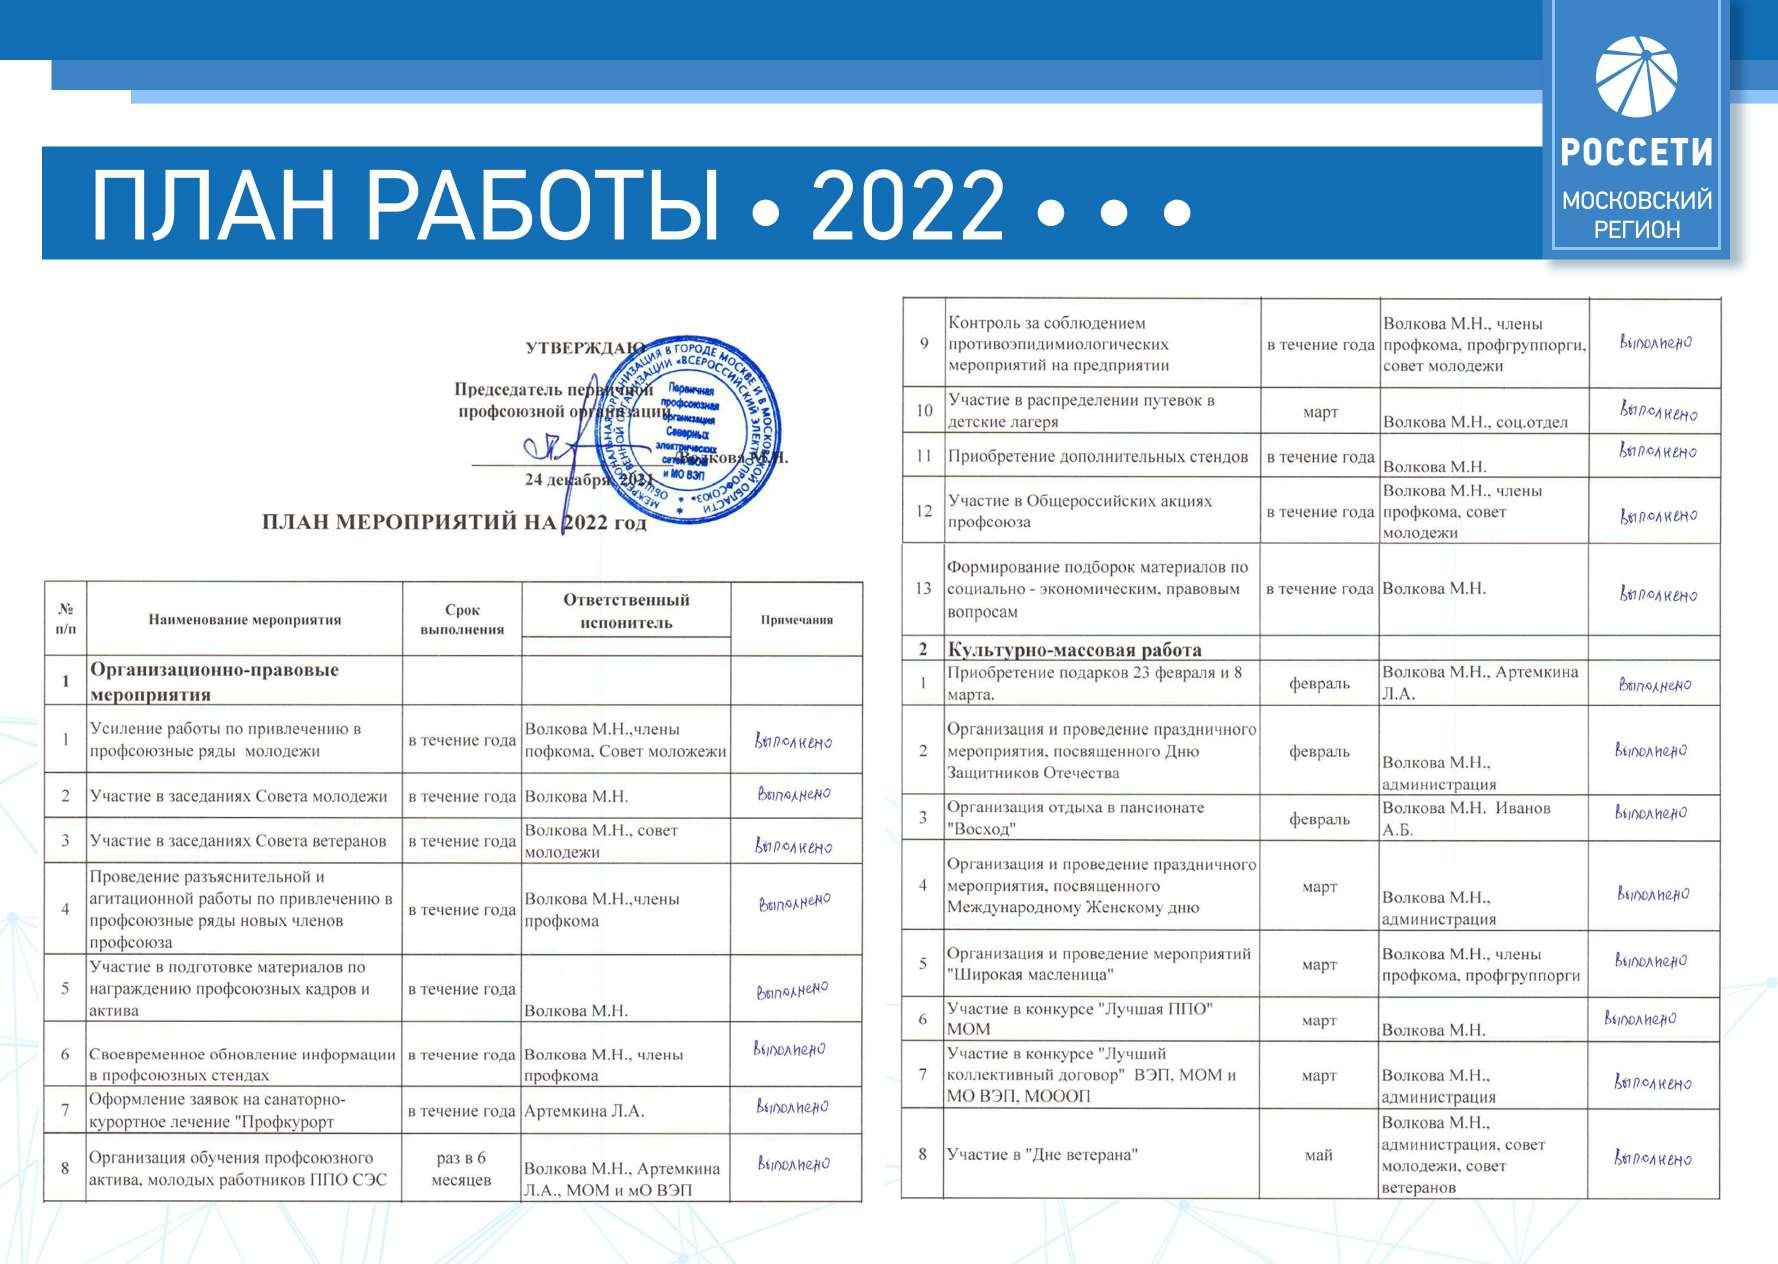 РОССЕТИ
МОСКОВСКИЙ
РЕГИОН
ПЛАН РАБОТЫ • 2022 • • •
УТВЕРЖДАЮ
Председатель первичной
профсоюзной организации
Волкова М.Н.
24 декабря 2021
Первичная
профсоюзная
организация
Северных
электрических
сетей МОМ
и МО ВЭП
ПЛАН МЕРОПРИЯТИЙ НА 2022 год
№
п/п
Наименование мероприятия
Срок
выполнения
Ответственный
испонитель
Примечания
1
Организационно-правовые
мероприятия
1
Усиление работы по привлечению в
профсоюзные ряды молодежи
в течение года
Волкова М.Н.,члены
пофкома, Совет моложежи
Выполнено
2
Участие в заседаниях Совета молодежи
в течение года
Волкова М.Н.
Выполнено
3
Участие в заседаниях Совета ветеранов
в течение года
Волкова М.Н., совет
молодежи
Выполнено
4
Проведение разъяснительной и
агитационной работы по привлечению в
профсоюзные ряды новых членов
профсоюза
в течение года
Волкова М.Н.,члены
профкома
Выполнено
5
Участие в подготовке материалов по
награждению профсоюзных кадров и
актива
в течение года
Волкова М.Н.
Выполнено
6
Своевременное обновление информации
в профсоюзных стендах
в течение года
Волкова М.Н., члены
профкома
Выполнено
7
Оформление заявок на санаторно-
курортное лечение "Профкурорт
в течение года
Артемкина Л.А.
Выполнено
8
Организация обучения профсоюзного
актива, молодых работников ППО СЭС
раз в 6
месяцев
Волкова М.Н., Артемкина
Л.А., МОМ и мО ВЭП
Выполнено
9
Контроль за соблюдением
противоэпидимиологических
мероприятий на предприятии
в течение года
Волкова М.Н., члены
профкома, профгруппорги,
совет молодежи
Выполнено
10
Участие в распределении путевок в
детские лагеря
март
Волкова М.Н., соц.отдел
Выполнено
11
Приобретение дополнительных стендов
в течение года
Волкова М.Н.
Выполнено
12
Участие в Общероссийских акциях
профсоюза
в течение года
Волкова М.Н., члены
профкома, совет
молодежи
Выполнено
13
Формирование подборок материалов по
социально - экономическим, правовым
вопросам
в течение года
Волкова М.Н.
Выполнено
2
Культурно-массовая работа
1
Приобретение подарков 23 февраля и 8
марта.
февраль
Волкова М.Н., Артемкина
Л.А.
Выполнено
2
Организация и проведение праздничного
мероприятия, посвященного Дню
Защитников Отечества
февраль
Волкова М.Н.,
администрация
Выполнено
3
Организация отдыха в пансионате
"Восход"
февраль
Волкова М.Н. Иванов
А.Б.
Выполнено
4
Организация и проведение праздничного
мероприятия, посвященного
Международному Женскому дню
март
Волкова М.Н.,
администрация
Выполнено
5
Организация и проведение мероприятий
"Широкая масленица"
март
Волкова М.Н., члены
профкома, профгруппорги
Выполнено
6
Участие в конкурсе "Лучшая ППО"
МОМ
март
Волкова М.Н.
Выполнено
7
Участие в конкурсе "Лучший
коллективный договор" ВЭП, МОМ и
МО ВЭП, МОООП
март
Волкова М.Н.,
администрация
Выполнено
8
Участие в "Дне ветерана"
май
Волкова М.Н.,
администрация, совет
молодежи, совет
ветеранов
Выполнено